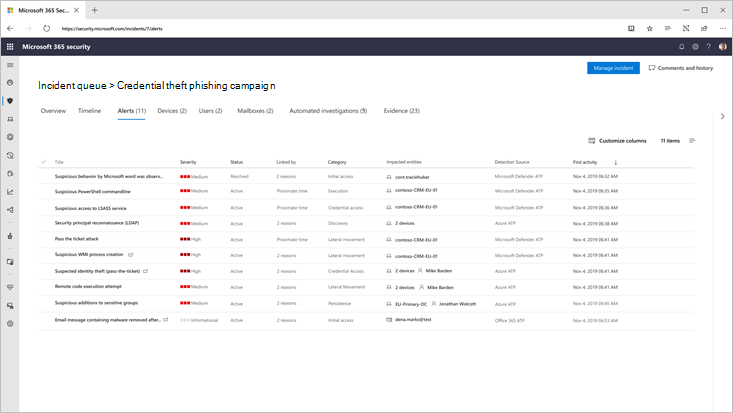 Microsoft 365 Secu...
https://security.microsoft.com/incidents/7/alerts
Microsoft 365 security
Manage incident Comments and history
Incident queue > Credential theft phishing campaign
Overview Timeline Alerts (11) Devices (2) Users (2) Mailboxes (2) Automated investigations (5) Evidence (23)
Customize columns 11 items
Title Severity Status Linked by Category Impacted entities Detection Source First activity
Suspicious behavior by Microsoft word was observ... Medium Resolved 2 reasons Initial access cont.traciehuber Microsoft Defender ATP Nov 4, 2019 06:32 AM
Suspicious PowerShell commandline Medium Active Proximate time Execution contoso-CRM-EU-01 Microsoft Defender ATP Nov 4, 2019 06:35 AM
Suspicious access to LSASS service Medium Active Proximate time Credential access contoso-CRM-EU-01 Microsoft Defender ATP Nov 4, 2019 06:36 AM
Security principal reconnaissance (LDAP) Medium Active 2 reasons Discovery 2 devices Azure ATP Nov 4, 2019 06:38 AM
Pass the ticket attack High Active Proximate time Lateral movement contoso-CRM-EU-01 Microsoft Defender ATP Nov 4, 2019 06:41 AM
Suspicious WMI process creation High Active 2 reasons Lateral movement contoso-CRM-EU-01 Microsoft Defender ATP Nov 4, 2019 06:41 AM
Suspected identity theft (pass-the-ticket) High Active 2 reasons Credential Access 2 devices Mike Barden Azure ATP Nov 4, 2019 06:41 AM
Remote code execution attempt Medium Active 2 reasons Lateral Movement 2 devices Mike Barden Azure ATP Nov 4, 2019 06:41 AM
Suspicious additions to sensitive groups Medium Active 2 reasons Persistence EU-Primary-DC Jonathan Wolcott Azure ATP Nov 4, 2019 06:45 AM
Email message containing malware removed after... Informational Active 2 reasons Initial access dana.marks@test Office 365 ATP Nov 4, 2019 06:53 AM